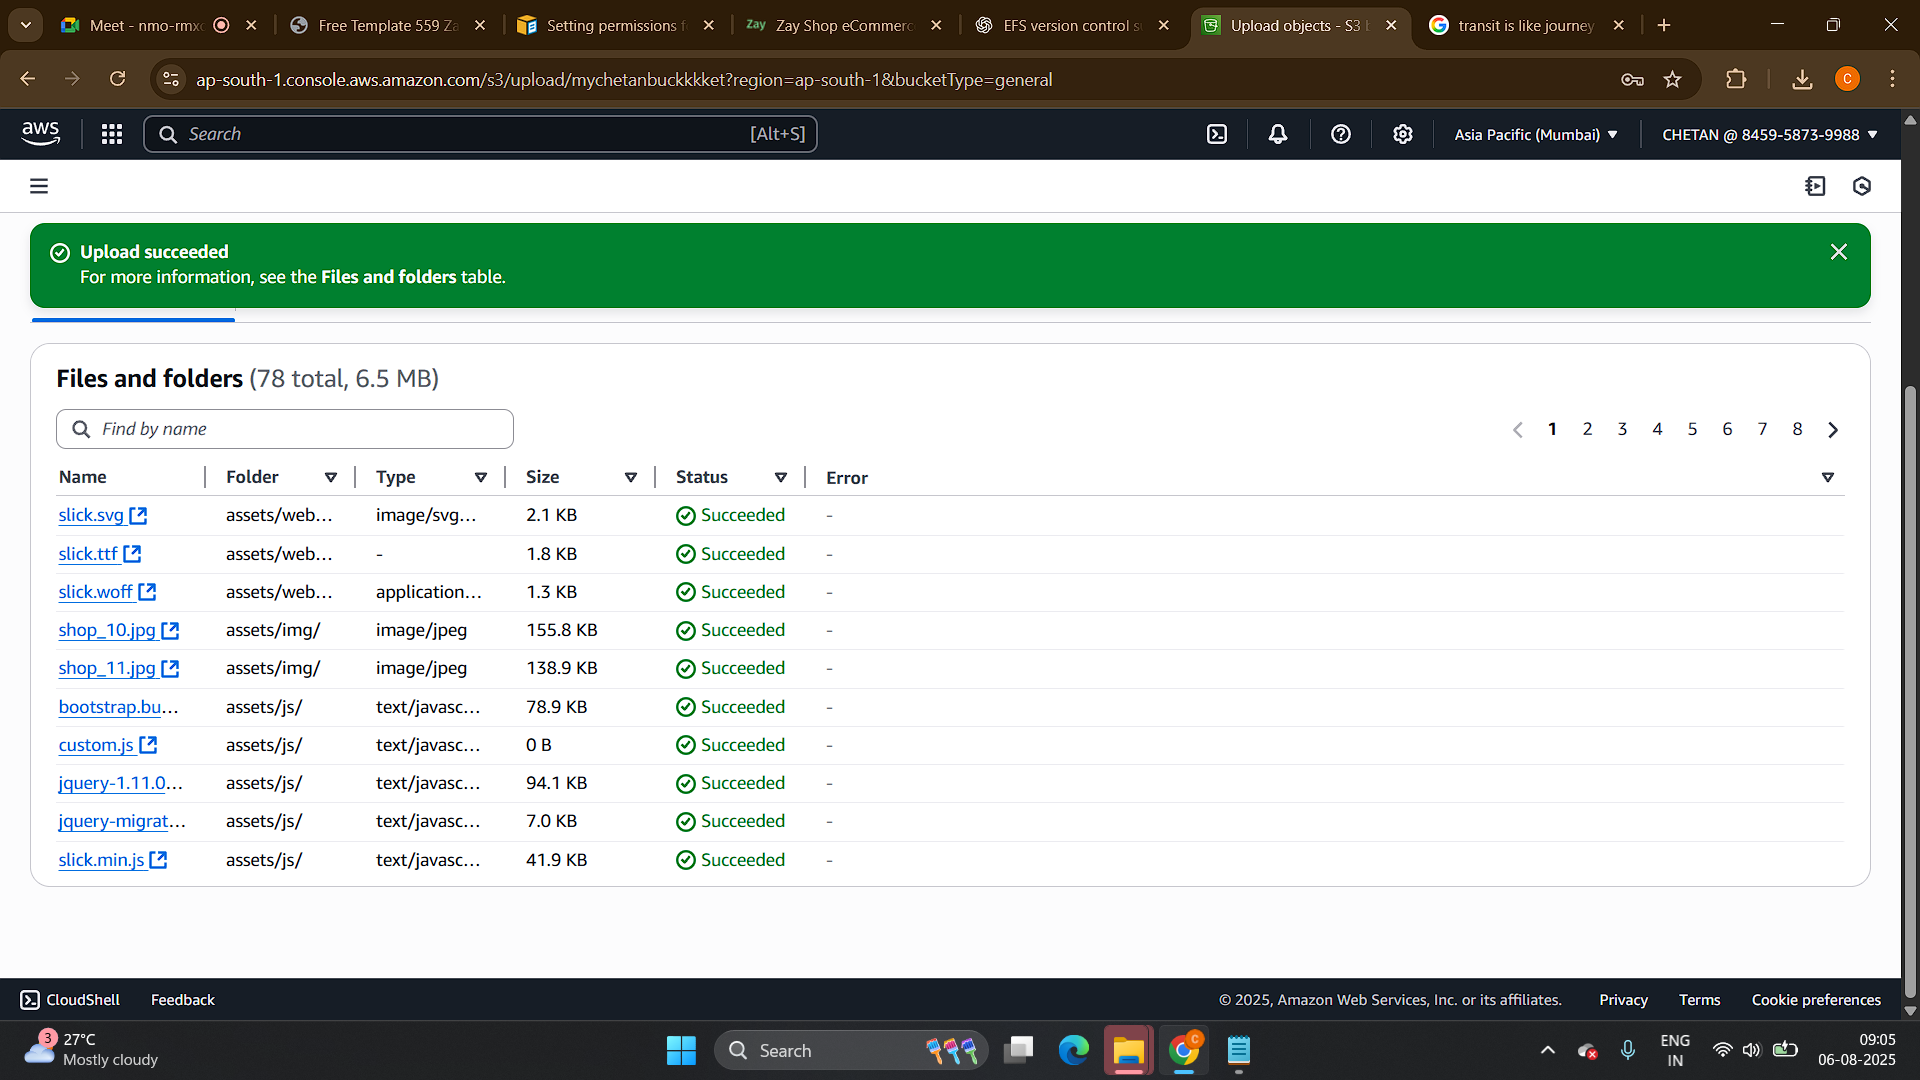 Meet - nmo-rmxc
Free Template 559 Za
Setting permissions f
Zay Zay Shop eCommerc
EFS version control s
Upload objects - S3 b
transit is like journey
ap-south-1.console.aws.amazon.com/s3/upload/mychetanbuckkkket?region=ap-south-1&bucketType=general
C
aws
Search [Alt+S]
Asia Pacific (Mumbai)
CHETAN @ 8459-5873-9988
Upload succeeded
For more information, see the Files and folders table.
Files and folders (78 total, 6.5 MB)
Find by name
1 2 3 4 5 6 7 8
Name Folder Type Size Status Error
slick.svg assets/web... image/svg... 2.1 KB Succeeded -
slick.ttf assets/web... - 1.8 KB Succeeded -
slick.woff assets/web... application... 1.3 KB Succeeded -
shop_10.jpg assets/img/ image/jpeg 155.8 KB Succeeded -
shop_11.jpg assets/img/ image/jpeg 138.9 KB Succeeded -
bootstrap.bu... assets/js/ text/javasc... 78.9 KB Succeeded -
custom.js assets/js/ text/javasc... 0 B Succeeded -
jquery-1.11.0... assets/js/ text/javasc... 94.1 KB Succeeded -
jquery-migrat... assets/js/ text/javasc... 7.0 KB Succeeded -
slick.min.js assets/js/ text/javasc... 41.9 KB Succeeded -
CloudShell Feedback © 2025, Amazon Web Services, Inc. or its affiliates. Privacy Terms Cookie preferences
3
27°C
Mostly cloudy
Search
C
ENG
IN
09:05
06-08-2025